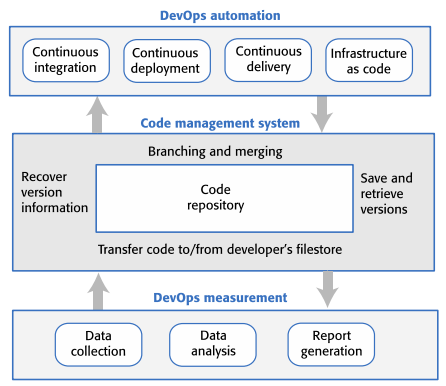 DevOps automation
Continuous
integration
Continuous
deployment
Continuous
delivery
Infrastructure
as code
Code management system
Branching and merging
Recover
version
information
Code
repository
Save and
retrieve
versions
Transfer code to/from developer's filestore
DevOps measurement
Data
collection
Data
analysis
Report
generation